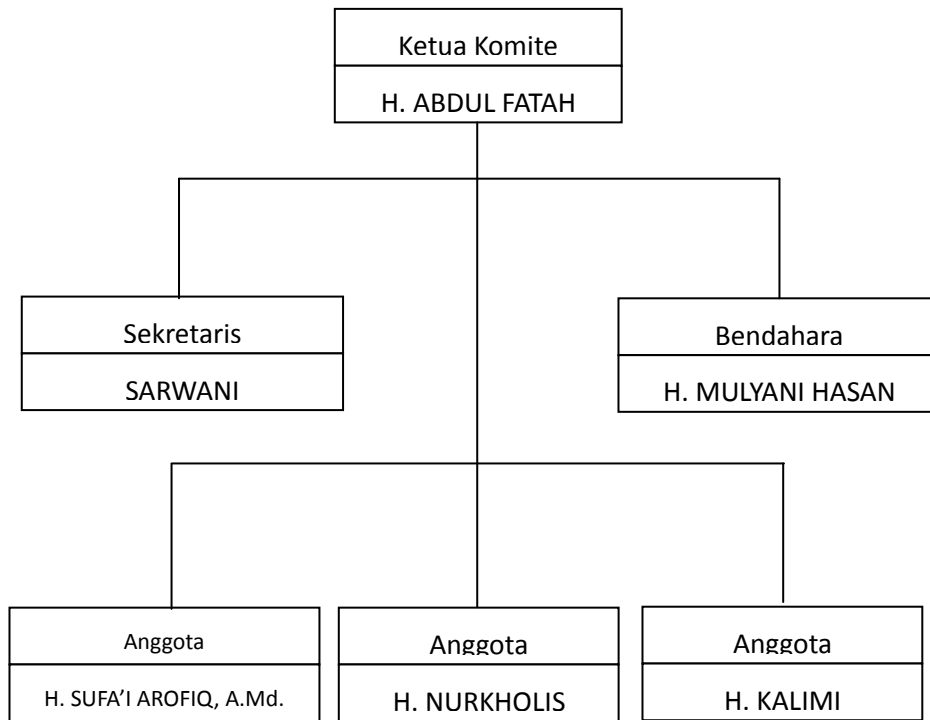 Ketua Komite
H. ABDUL FATAH
Sekretaris
SARWANI
Bendahara
H. MULYANI HASAN
Anggota
H. SUFA’I AROFIQ, A.Md.
Anggota
H. NURKHOLIS
Anggota
H. KALIMI